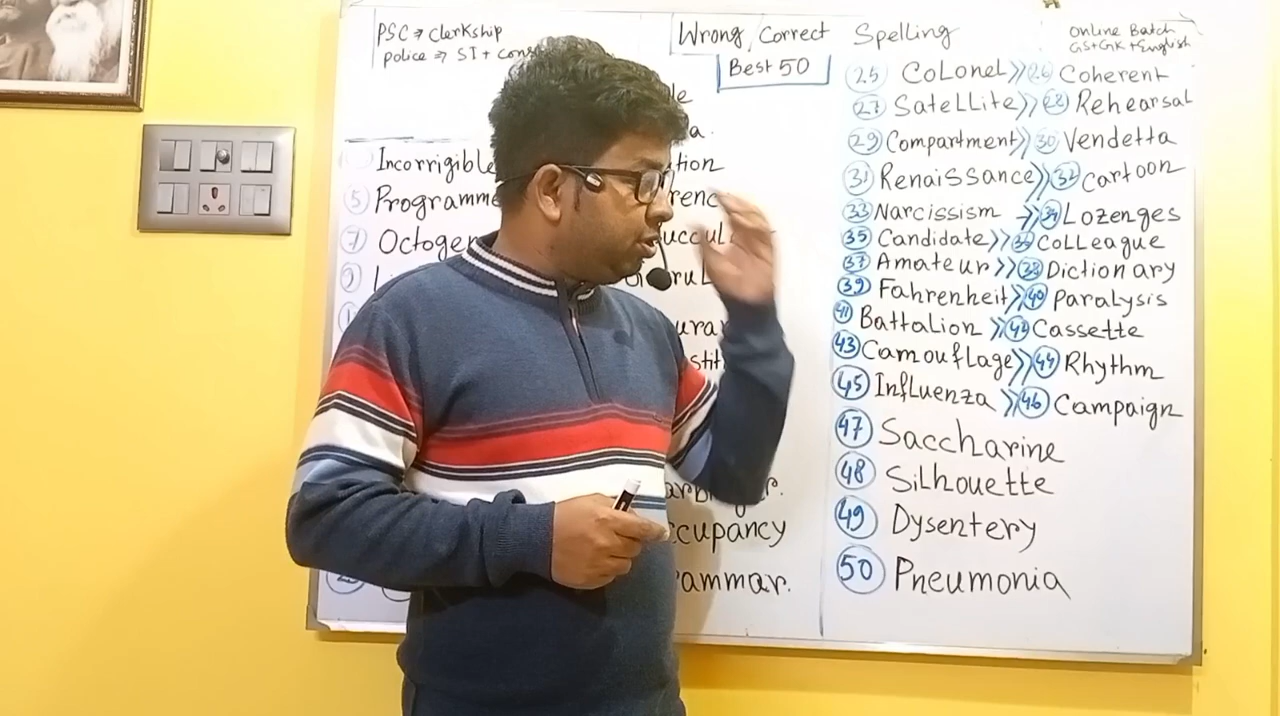 PSC → Clerkship
police ⇒ SI +
Wrong, Correct Spelling
Best 50
Online Batch
GS+GK+English
Incorrigible
5 Programme
7
9
ccupancy
ammar.
25 Colonel >> 26 Coherent
27 Satellite >> 28 Rehearsal
29 Compartment >> 30 Vendetta
31 Renaissance >> 32 Cartoon
33 Narcissism → 34 Lozenges
35 Candidate >> 36 Colleague
37 Amateur >> 38 Dictionary
39 Fahrenheit >> 40 Paralysis
41 Battalion >> 42 Cassette
43 Camouflage >> 44 Rhythm
45 Influenza >> 46 Campaign
47 Saccharine
48 Silhouette
49 Dysentery
50 Pneumonia